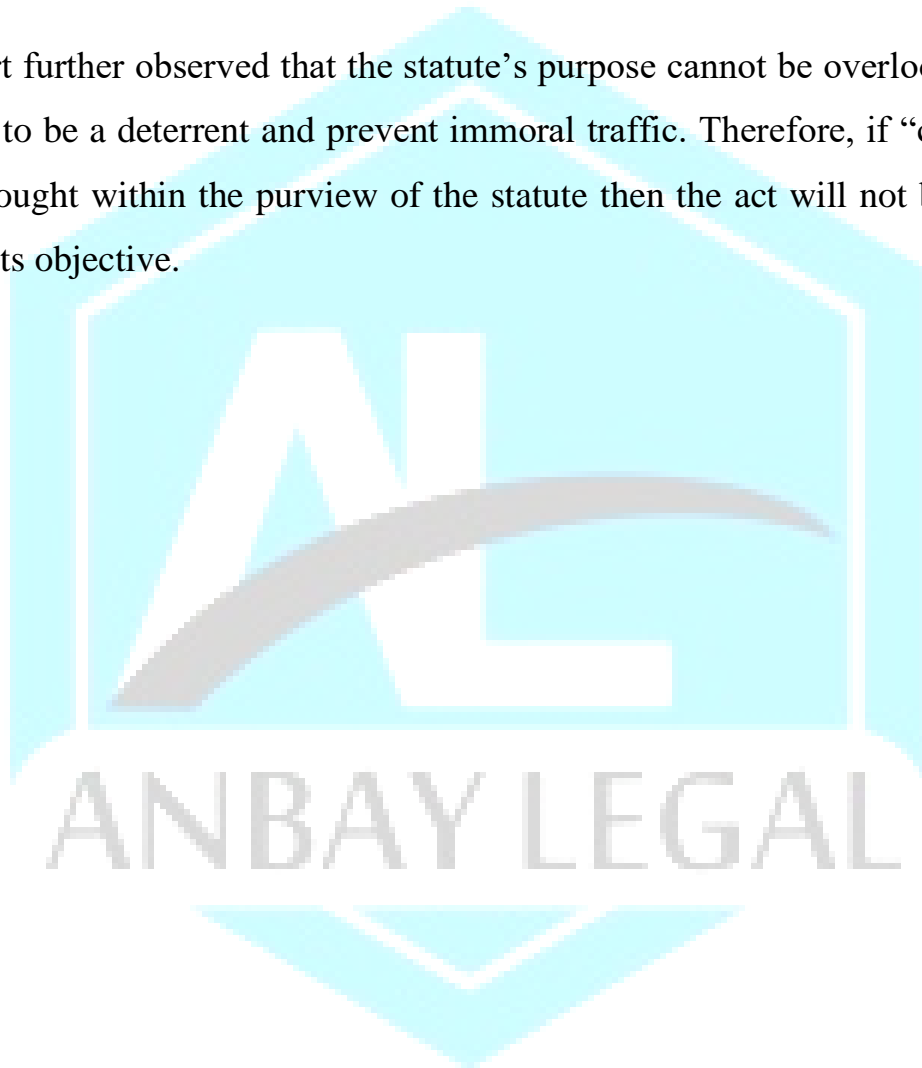 rt further observed that the statute’s purpose cannot be overloo
to be a deterrent and prevent immoral traffic. Therefore, if “c
ought within the purview of the statute then the act will not b
ts objective.
AL
ANBAY LEGAL